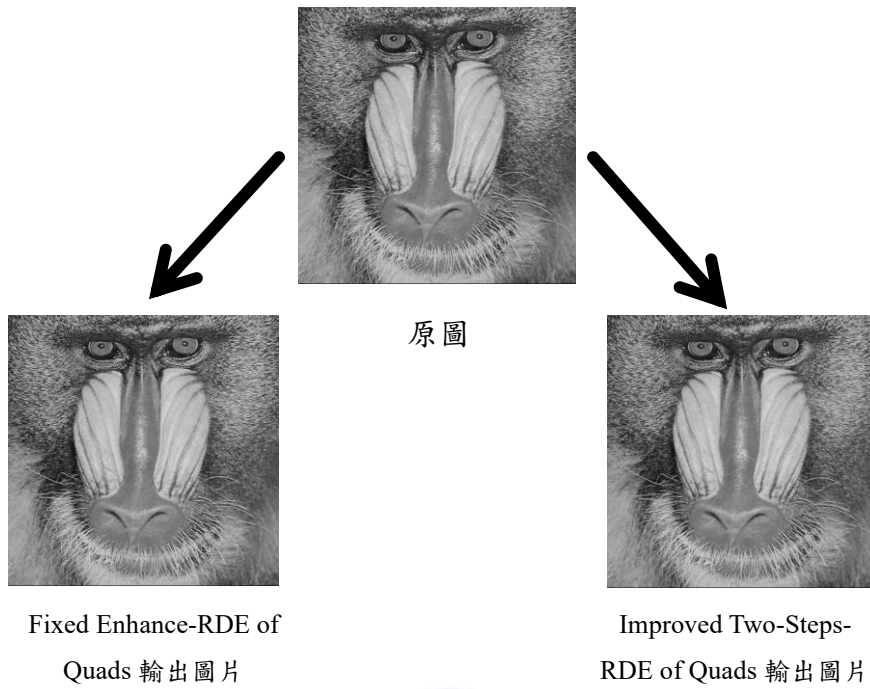 原圖
Fixed Enhance-RDE of
Quads 輸出圖片
Improved Two-Steps-
RDE of Quads 輸出圖片